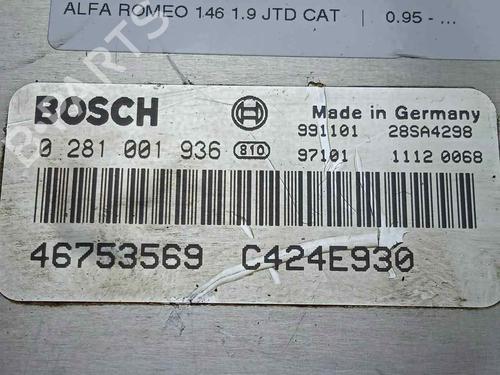 ALFA ROMEO 146 1.9 JTD CAT | 0.95 - ...
BOSCH Made in Germany
991101 28SA4298
0 281 001 936 810 97101 1112 0068
46753569 C424E930